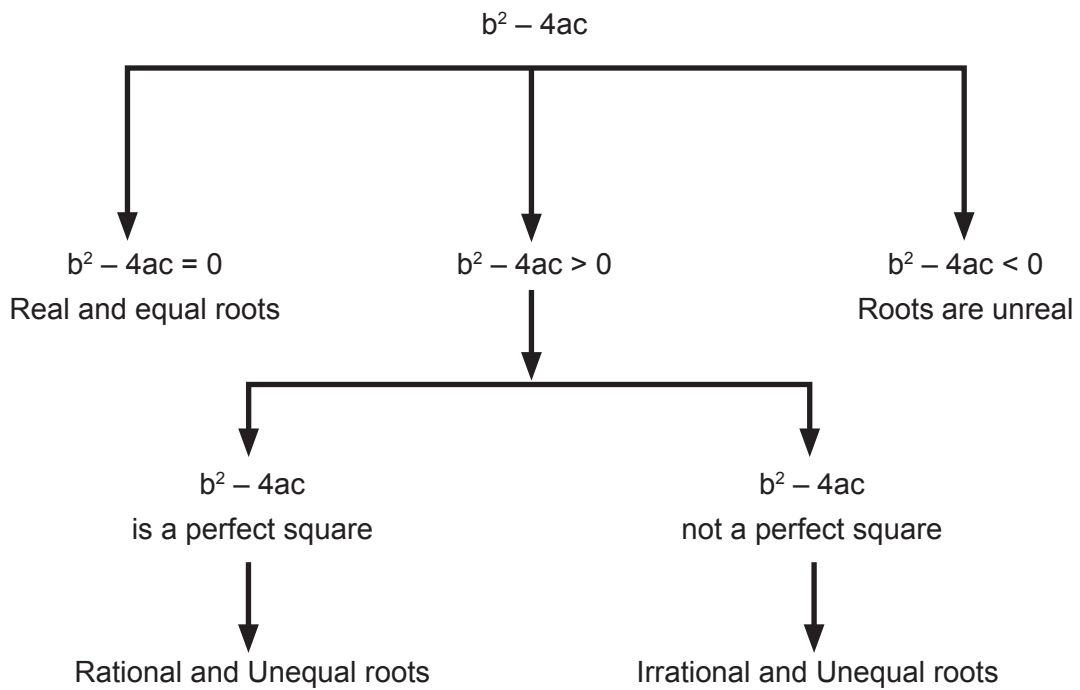 b² – 4ac
b² – 4ac = 0
Real and equal roots
b² – 4ac > 0
b² – 4ac < 0
Roots are unreal
b² – 4ac
is a perfect square
b² – 4ac
not a perfect square
Rational and Unequal roots
Irrational and Unequal roots